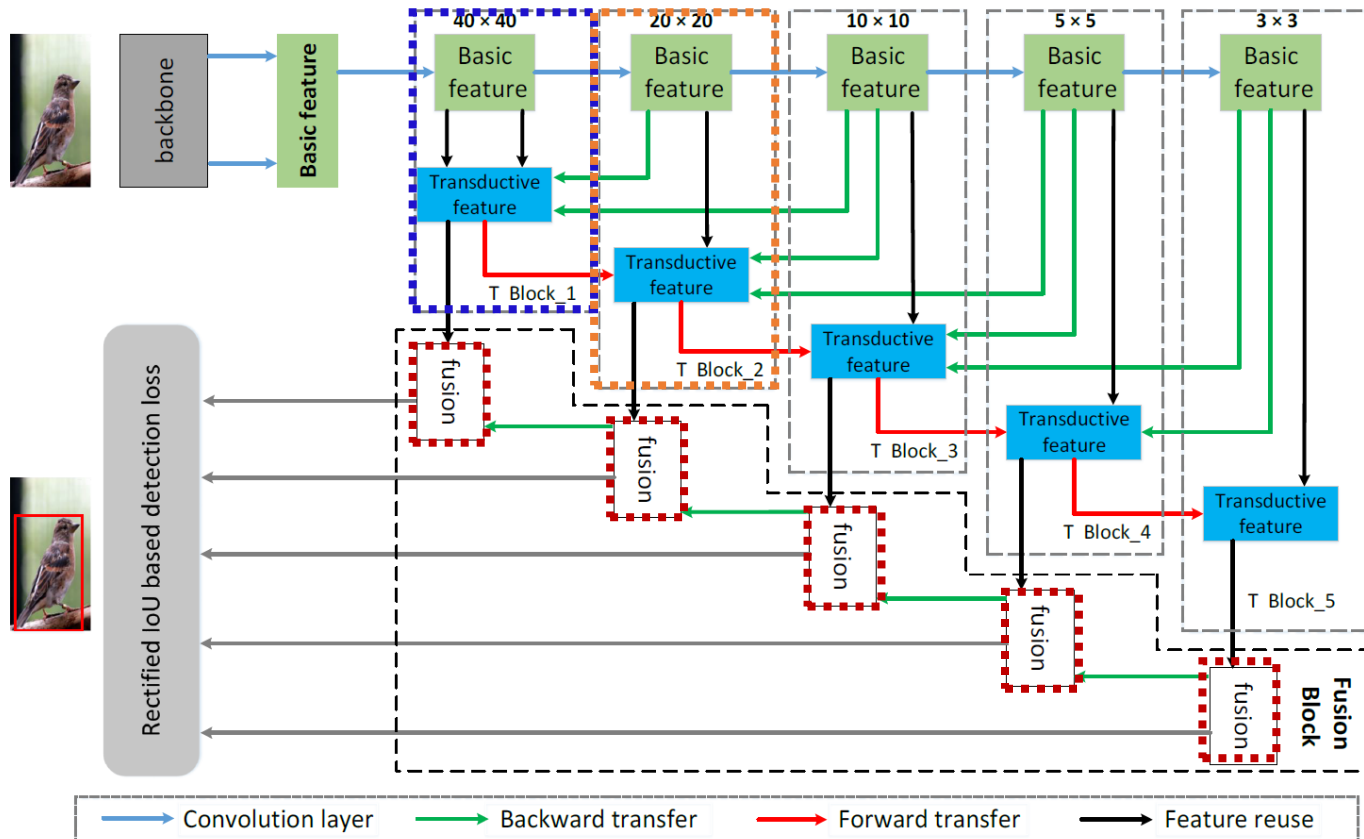 40 × 40
20 × 20
10 × 10
5 × 5
3 × 3
backbone
Basic feature
Basic
feature
Basic
feature
Basic
feature
Basic
feature
Basic
feature
Transductive
feature
T Block_1
Transductive
feature
T Block_2
Transductive
feature
T Block_3
Transductive
feature
T Block_4
Transductive
feature
T Block_5
fusion
fusion
fusion
fusion
fusion
Fusion
Block
Rectified IoU based detection loss
Convolution layer
Backward transfer
Forward transfer
Feature reuse